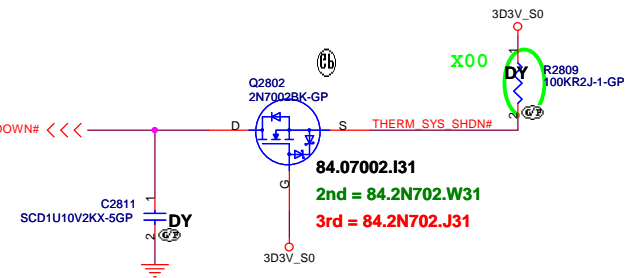 3D3V_S0
X00
DY
R2809
100KR2J-1-GP
1
2
G/P
Q2802
2N7002BK-GP
DOWN#
D
S
THERM_SYS_SHDN#
G
84.07002.I31
2nd = 84.2N702.W31
3rd = 84.2N702.J31
C2811
SCD1U10V2KX-5GP
1
2
DY
G/P
3D3V_S0